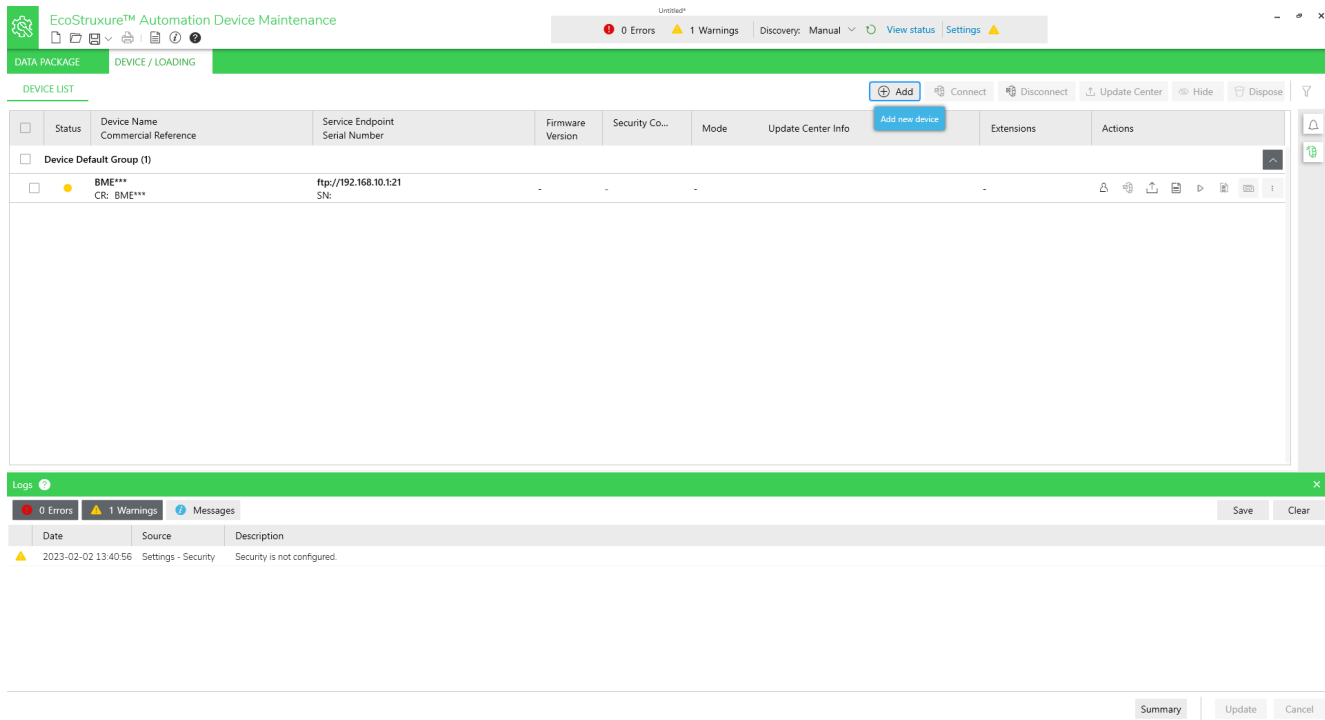 Untitled*
EcoStruxure™ Automation Device Maintenance
0 Errors 1 Warnings Discovery: Manual View status Settings
DATA PACKAGE DEVICE / LOADING
DEVICE LIST
Add Connect Disconnect Update Center Hide Dispose
Add new device
Status Device Name Service Endpoint Firmware Security Co... Mode Update Center Info Extensions Actions
Commercial Reference Serial Number Version
Device Default Group (1)
BME*** ftp://192.168.10.1:21
CR: BME*** SN:
- - - -
Logs ?
0 Errors 1 Warnings Messages Save Clear
Date Source Description
2023-02-02 13:40:56 Settings - Security Security is not configured.
Summary Update Cancel